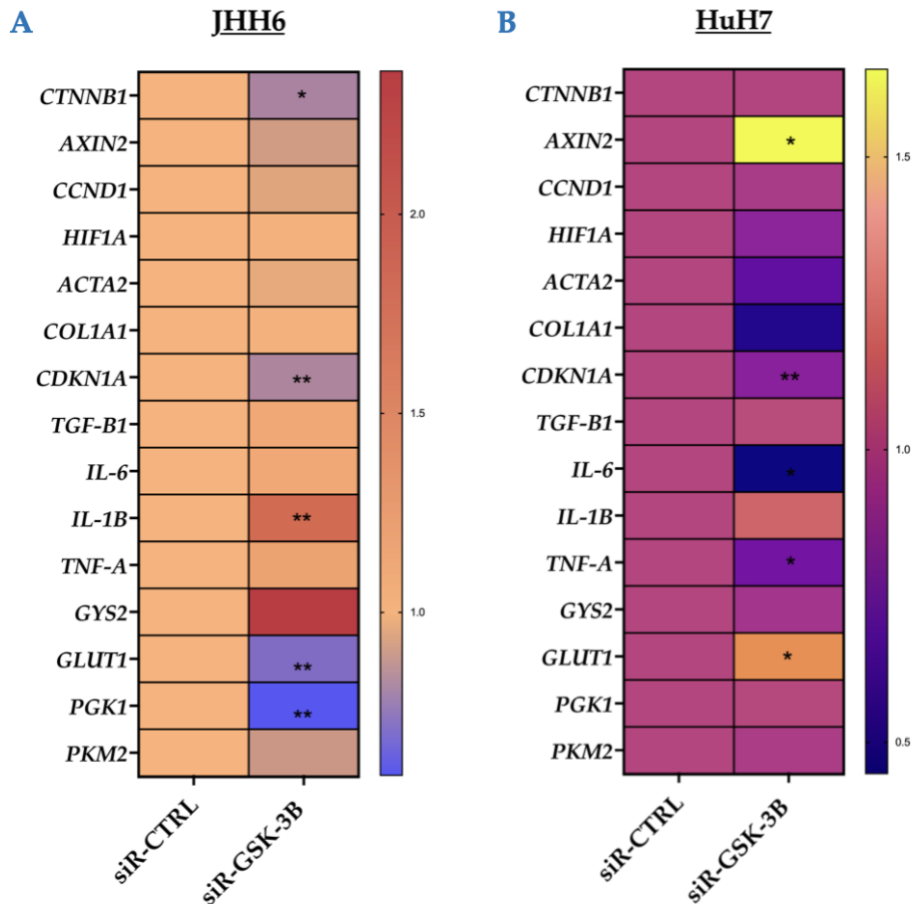 A
JHH6
CTNNB1
*
AXIN2
CCND1
HIF1A
ACTA2
COL1A1
CDKN1A
**
TGF-B1
IL-6
IL-1B
**
TNF-A
GYS2
GLUT1
**
PGK1
**
PKM2
siR-CTRL
siR-GSK-3B
2.0
1.5
1.0
B
HuH7
CTNNB1
AXIN2
*
CCND1
HIF1A
ACTA2
COL1A1
CDKN1A
**
TGF-B1
IL-6
*
IL-1B
TNF-A
*
GYS2
GLUT1
*
PGK1
PKM2
siR-CTRL
siR-GSK-3B
1.5
1.0
0.5